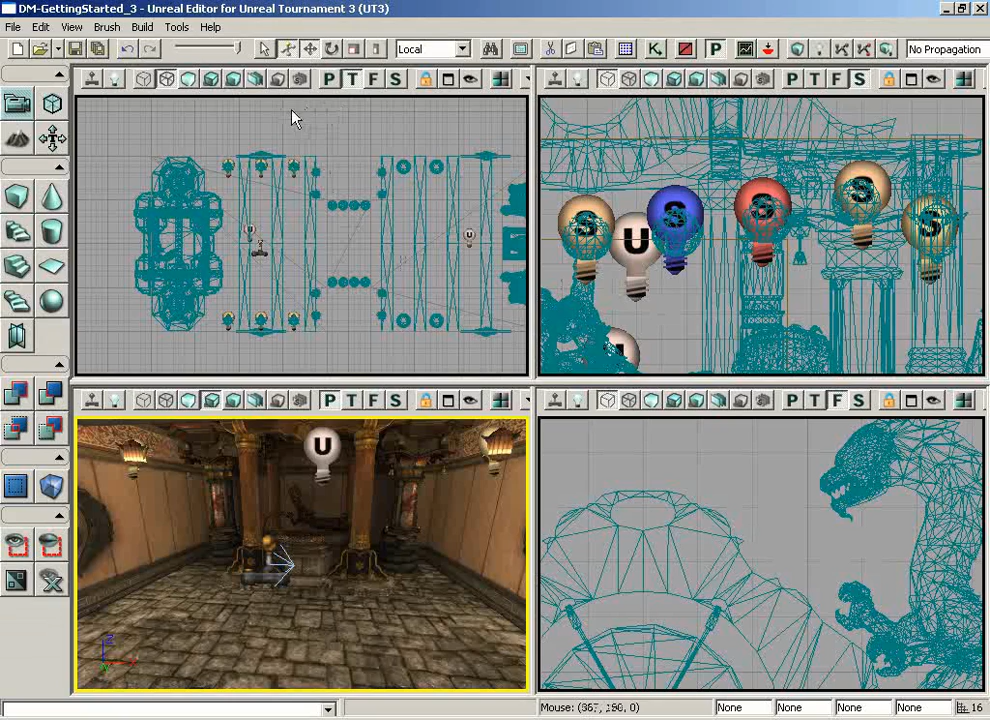 DM-GettingStarted_3 - Unreal Editor for Unreal Tournament 3 (UT3)
File Edit View Brush Build Tools Help
Local P No Propagation
P T F S
P T F S
U S U S S S S
U U
P T F S
P T F S
U
Z
Mouse: (367, 190, 0) None None None None 16